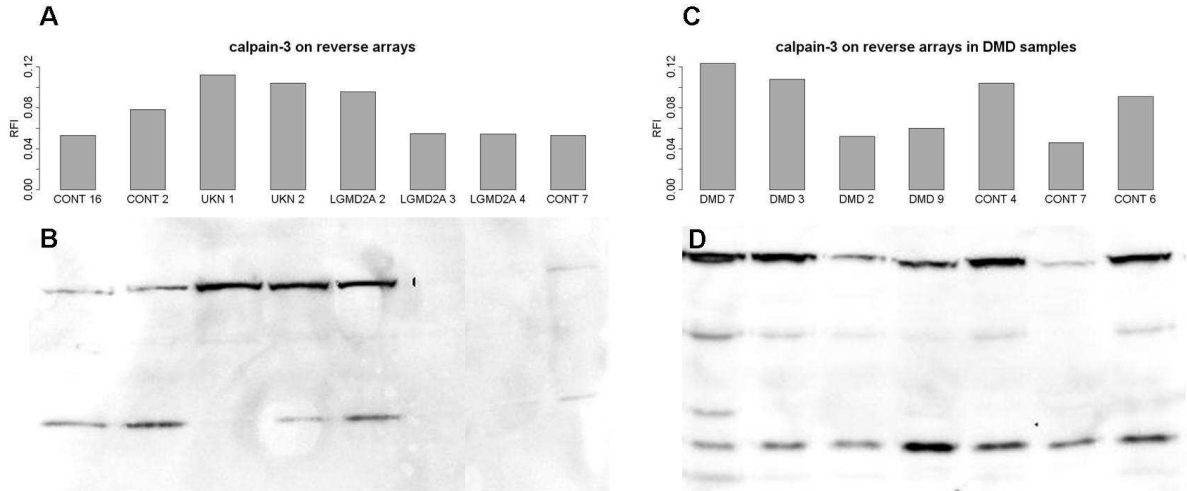 A
calpain-3 on reverse arrays
RFI
0.00 0.04 0.08 0.12
CONT 16 CONT 2 UKN 1 UKN 2 LGMD2A 2 LGMD2A 3 LGMD2A 4 CONT 7
B
C
calpain-3 on reverse arrays in DMD samples
RFI
0.00 0.04 0.08 0.12
DMD 7 DMD 3 DMD 2 DMD 9 CONT 4 CONT 7 CONT 6
D